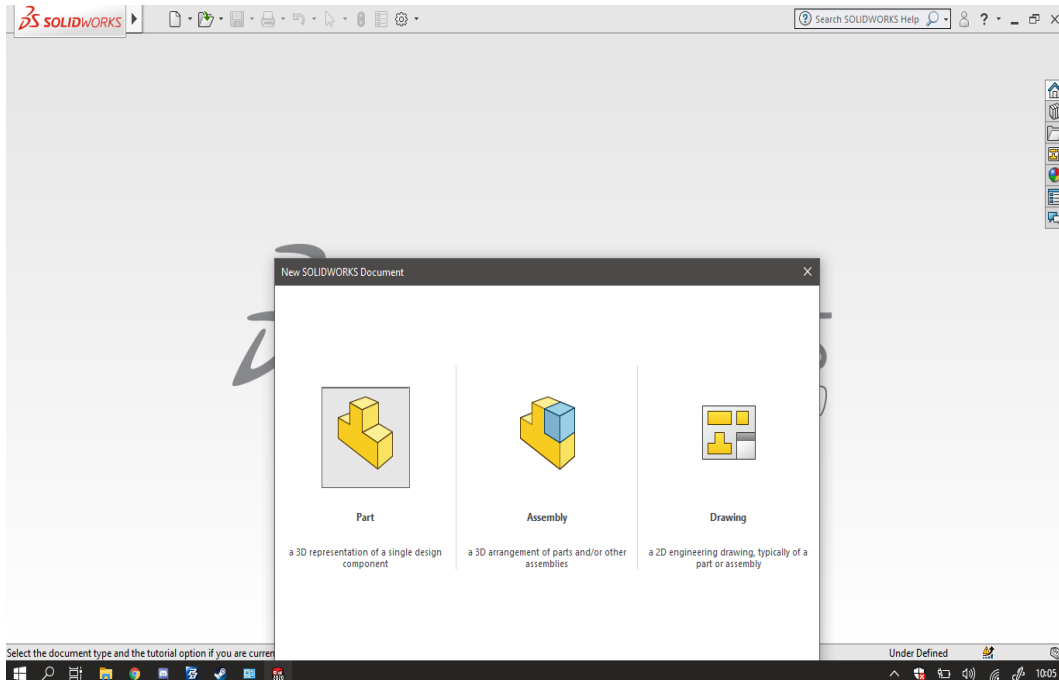 SOLIDWORKS
Search SOLIDWORKS Help
?
New SOLIDWORKS Document
Part
Assembly
Drawing
a 3D representation of a single design
component
a 3D arrangement of parts and/or other
assemblies
a 2D engineering drawing, typically of a
part or assembly
Select the document type and the tutorial option if you are curren
Under Defined
10:05